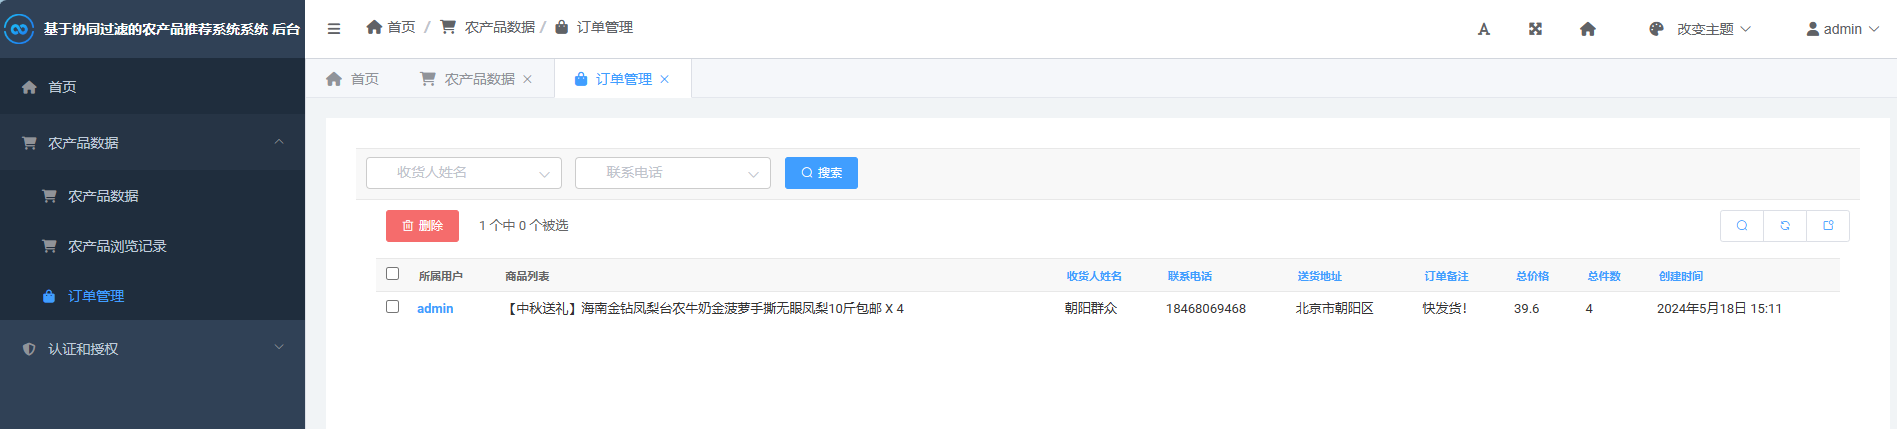 基于协同过滤的农产品推荐系统系统 后台
首页 / 农产品数据 / 订单管理
改变主题
admin
首页
农产品数据
订单管理
首页
农产品数据
农产品数据
农产品浏览记录
订单管理
认证和授权
收货人姓名
联系电话
搜索
删除
1 个中 0 个被选
所属用户 商品列表 收货人姓名 联系电话 送货地址 订单备注 总价格 总件数 创建时间
admin 【中秋送礼】海南金钻凤梨台农牛奶金菠萝手撕无眼凤梨10斤包邮 X 4 朝阳群众 18468069468 北京市朝阳区 快发货！ 39.6 4 2024年5月18日 15:11